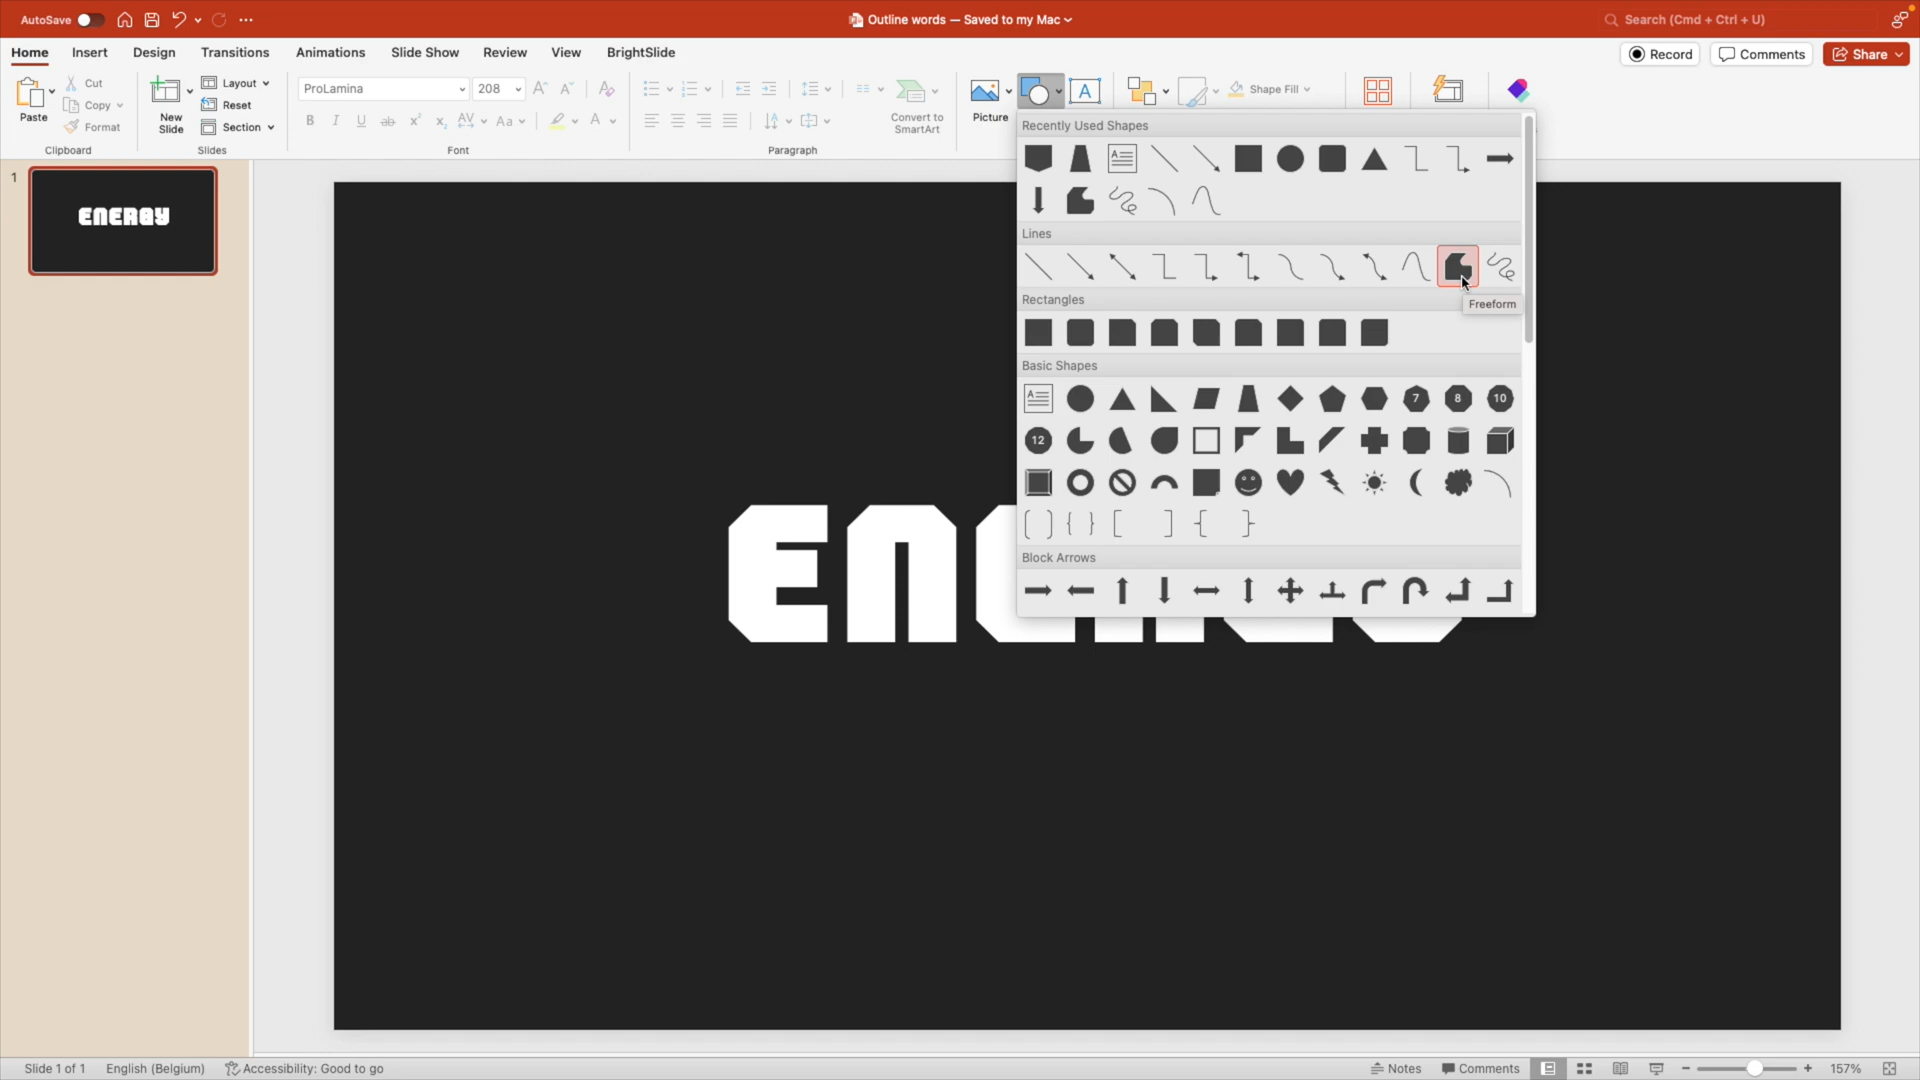 AutoSave
Outline words — Saved to my Mac
Search (Cmd + Ctrl + U)
Home
Insert
Design
Transitions
Animations
Slide Show
Review
View
BrightSlide
Record
Comments
Share
Paste
Cut
Copy
Format
Clipboard
New
Slide
Layout
Reset
Section
Slides
ProLamina
208
Font
Paragraph
Convert to
SmartArt
Picture
Shape Fill
Recently Used Shapes
Lines
Freeform
Rectangles
Basic Shapes
7
8
10
12
Block Arrows
1
ENERGY
Slide 1 of 1
English (Belgium)
Accessibility: Good to go
Notes
Comments
157%